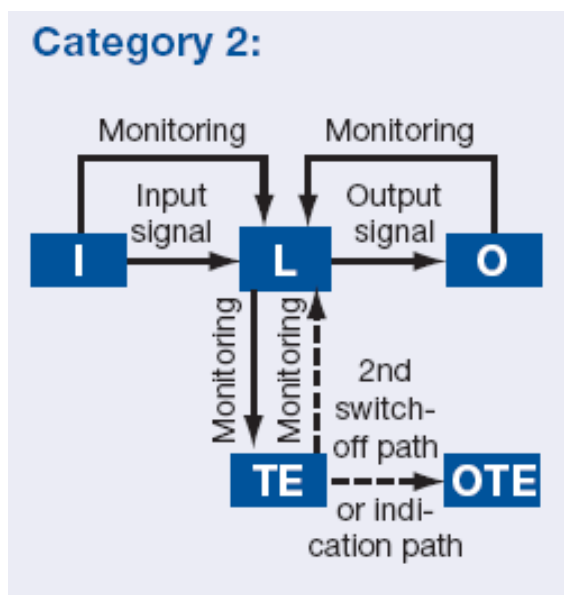 Category 2:
Monitoring
Monitoring
Input
signal
Output
signal
I
L
O
Monitoring
Monitoring
2nd
switch-
off path
TE
OTE
or indi-
cation path